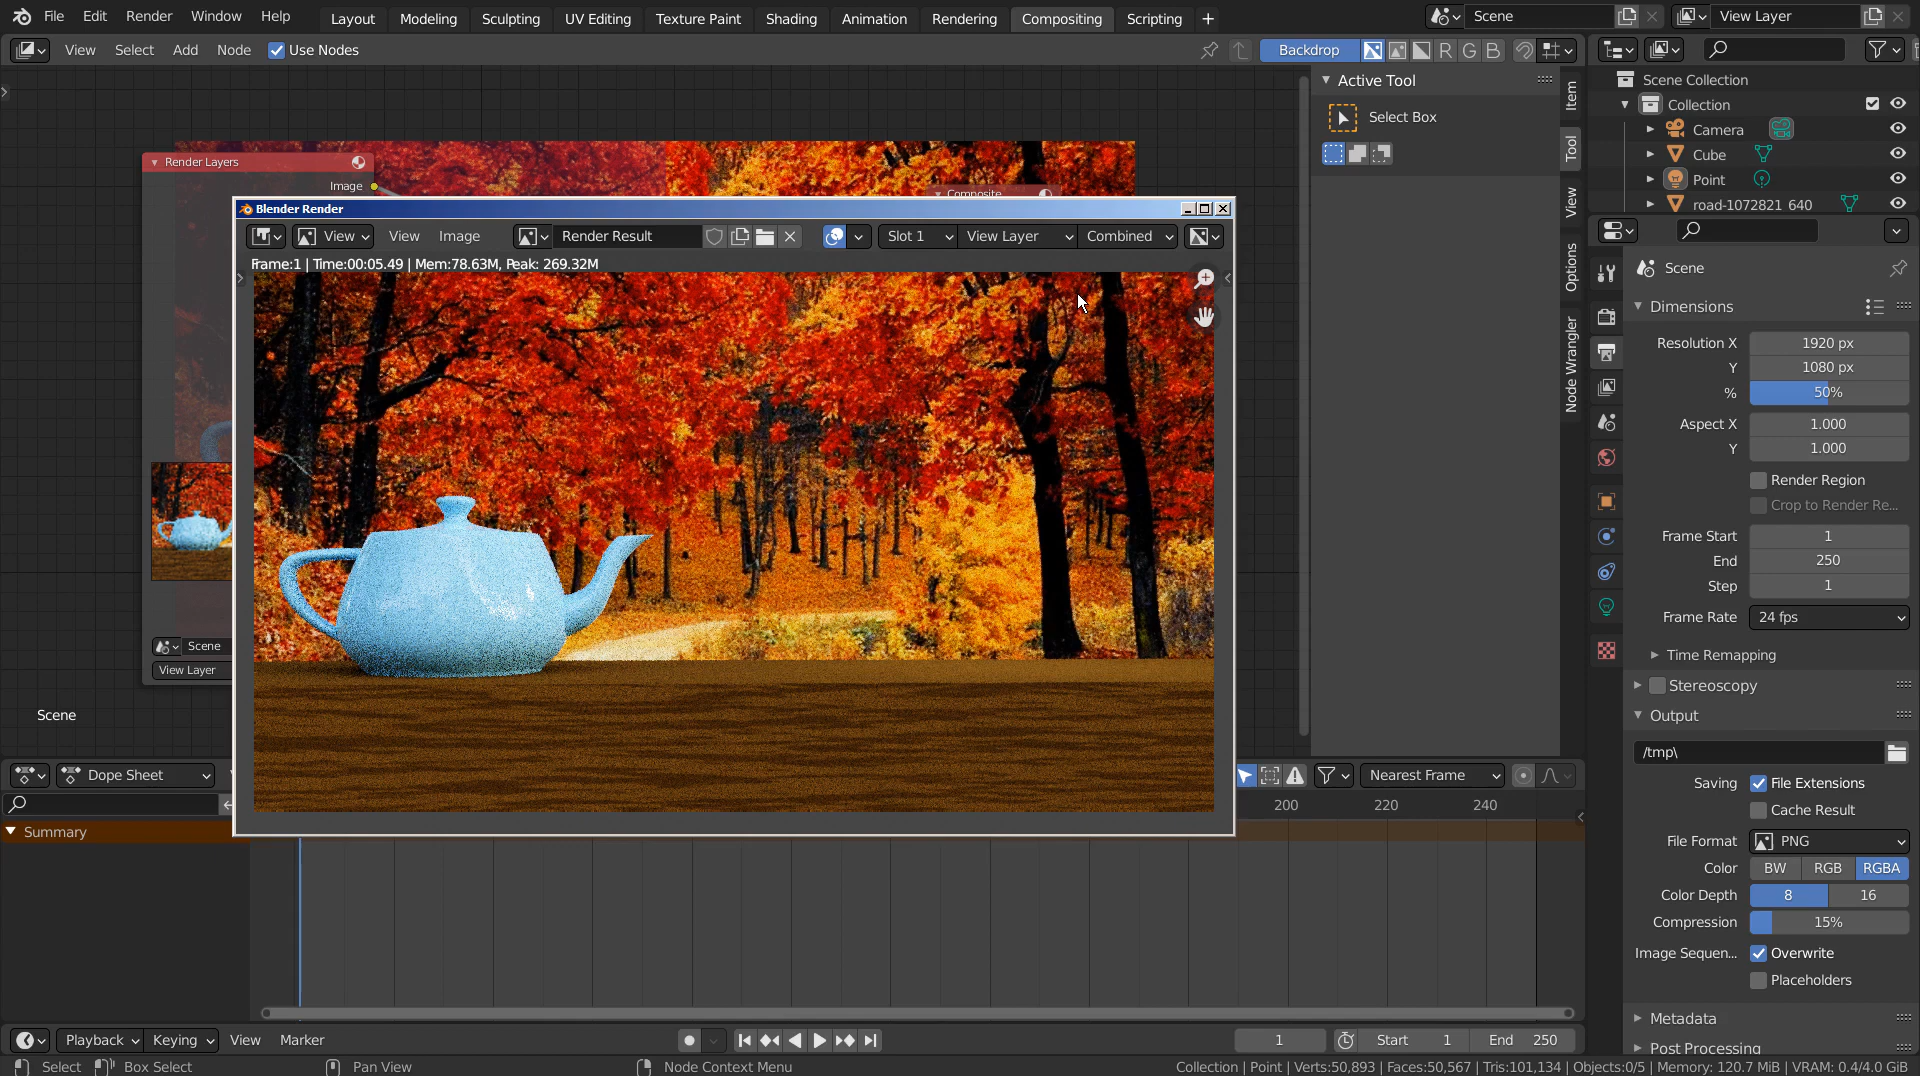 File Edit Render Window Help Layout Modeling Sculpting UV Editing Texture Paint Shading Animation Rendering Compositing Scripting + Scene View Layer
View Select Add Node Use Nodes Backdrop R G B
Active Tool
Select Box
Item
Tool
View
Options
Node Wrangler
Scene Collection
Collection
Camera
Cube
Point
road-1072821_640
Render Layers
Image
Composite
Blender Render
View View Image Render Result Slot 1 View Layer Combined
Frame:1 | Time:00:05.49 | Mem:78.63M, Peak: 269.32M
Scene
View Layer
Scene
Scene
Dimensions
Resolution X 1920 px
Y 1080 px
% 50%
Aspect X 1.000
Y 1.000
Render Region
Crop to Render Re...
Frame Start 1
End 250
Step 1
Frame Rate 24 fps
Time Remapping
Stereoscopy
Output
/tmp\
Saving File Extensions
Cache Result
File Format PNG
Color BW RGB RGBA
Color Depth 8 16
Compression 15%
Image Sequen... Overwrite
Placeholders
Metadata
Post Processing
Dope Sheet Nearest Frame
200 220 240
Summary
Playback Keying View Marker 1 Start 1 End 250
Select Box Select Pan View Node Context Menu Collection | Point | Verts:50,893 | Faces:50,567 | Tris:101,134 | Objects:0/5 | Memory: 120.7 MiB | VRAM: 0.4/4.0 GiB